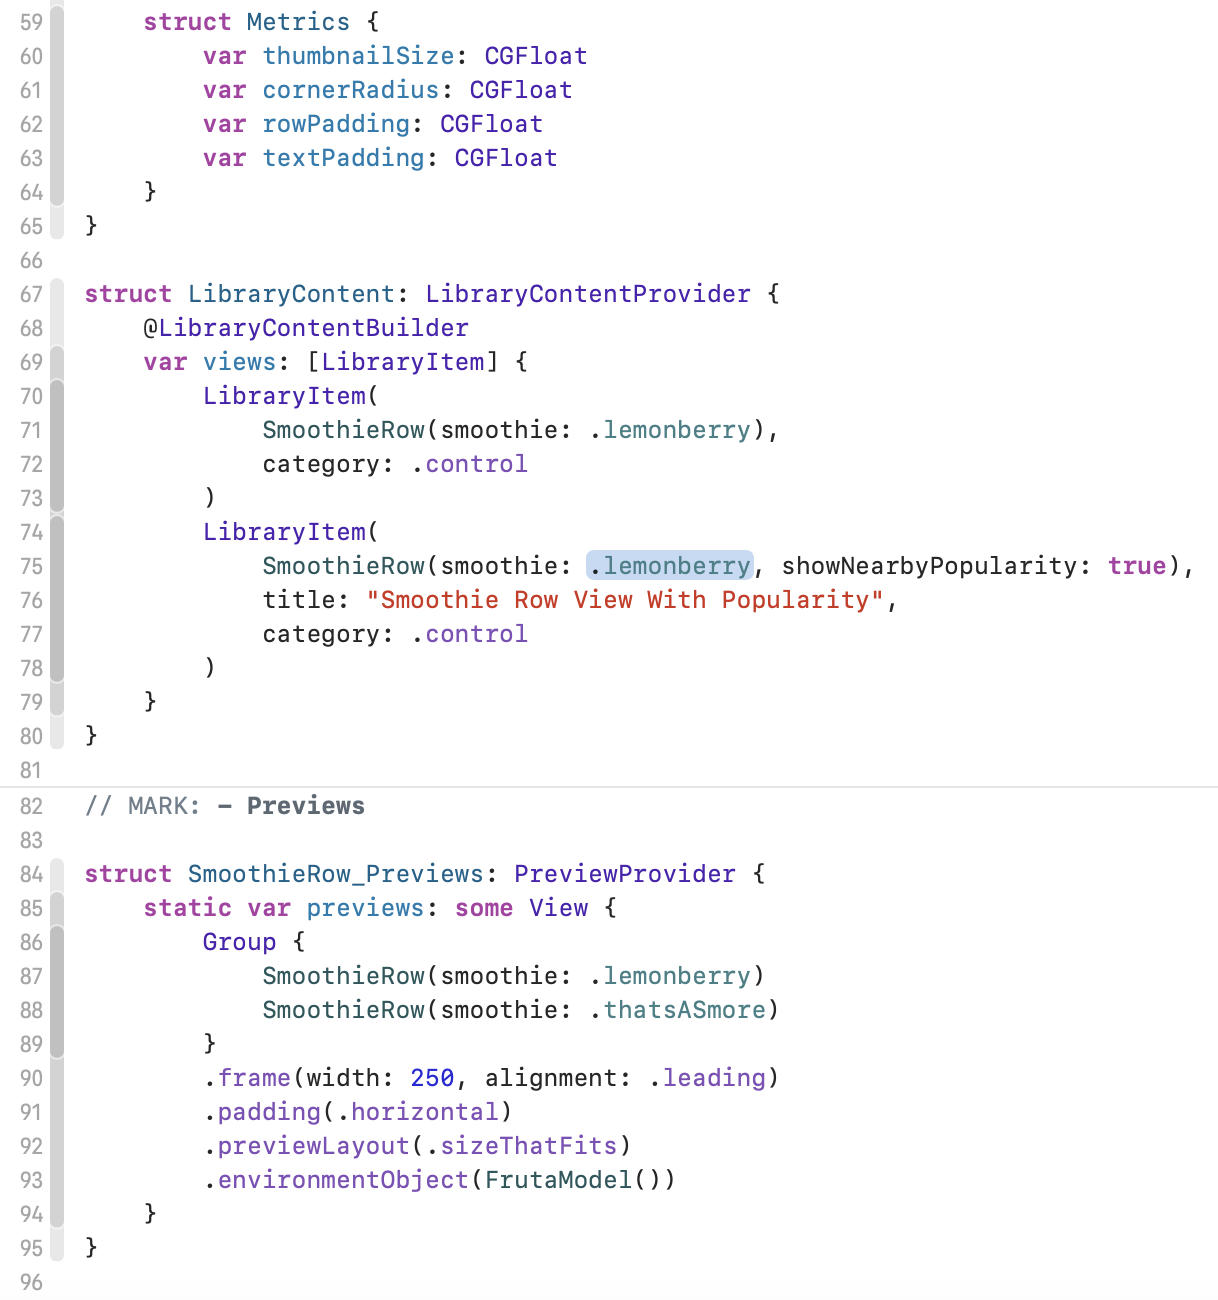 59 struct Metrics {
60 var thumbnailSize: CGFloat
61 var cornerRadius: CGFloat
62 var rowPadding: CGFloat
63 var textPadding: CGFloat
64 }
65 }
66
67 struct LibraryContent: LibraryContentProvider {
68 @LibraryContentBuilder
69 var views: [LibraryItem] {
70 LibraryItem(
71 SmoothieRow(smoothie: .lemonberry),
72 category: .control
73 )
74 LibraryItem(
75 SmoothieRow(smoothie: .lemonberry, showNearbyPopularity: true),
76 title: "Smoothie Row View With Popularity",
77 category: .control
78 )
79 }
80 }
81
82 // MARK: - Previews
83
84 struct SmoothieRow_Previews: PreviewProvider {
85 static var previews: some View {
86 Group {
87 SmoothieRow(smoothie: .lemonberry)
88 SmoothieRow(smoothie: .thatsASmore)
89 }
90 .frame(width: 250, alignment: .leading)
91 .padding(.horizontal)
92 .previewLayout(.sizeThatFits)
93 .environmentObject(FrutaModel())
94 }
95 }
96